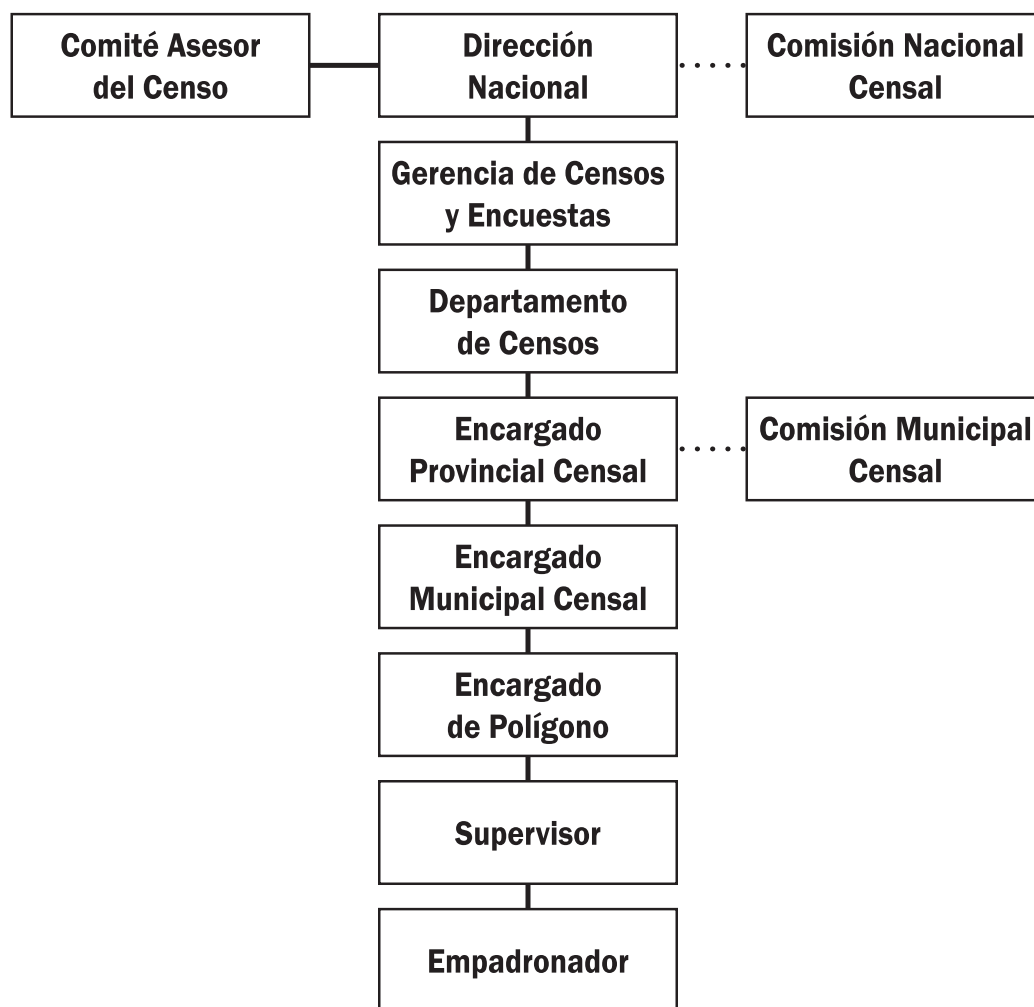 Comité Asesor
del Censo
Dirección
Nacional
Comisión Nacional
Censal
Gerencia de Censos
y Encuestas
Departamento
de Censos
Encargado
Provincial Censal
Comisión Municipal
Censal
Encargado
Municipal Censal
Encargado
de Polígono
Supervisor
Empadronador